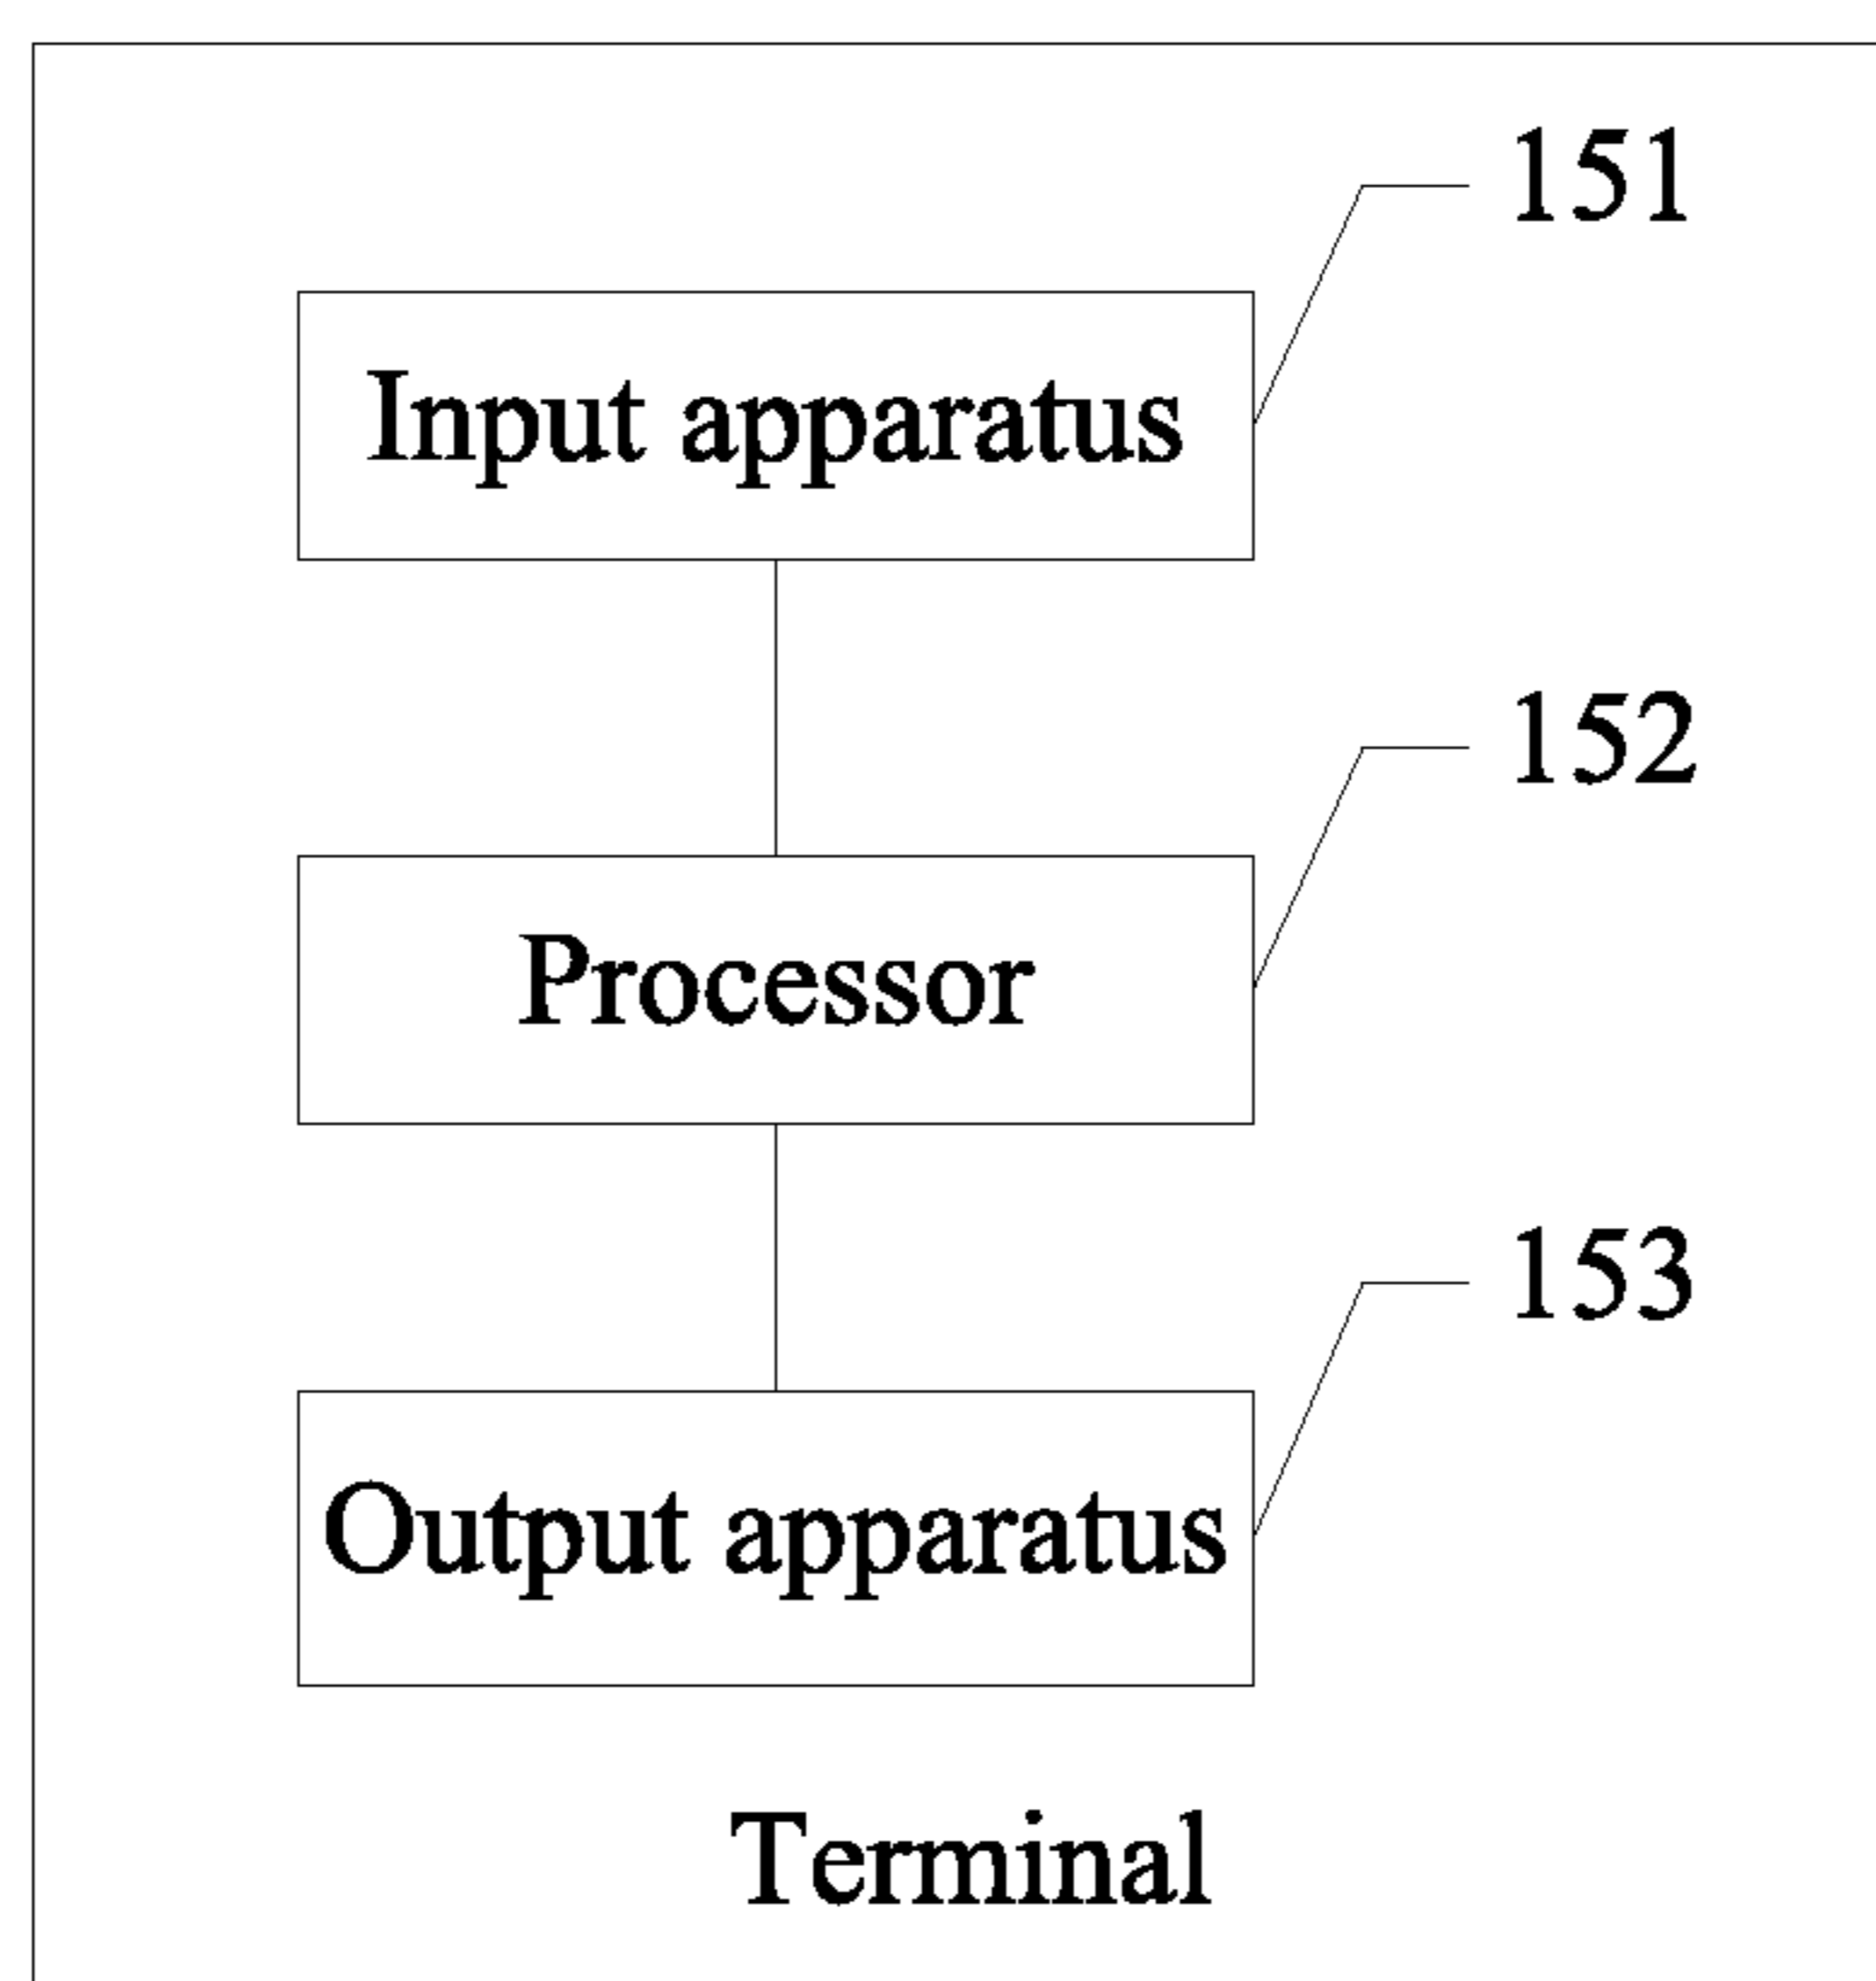 151
Input apparatus
152
Processor
153
Output apparatus
Terminal